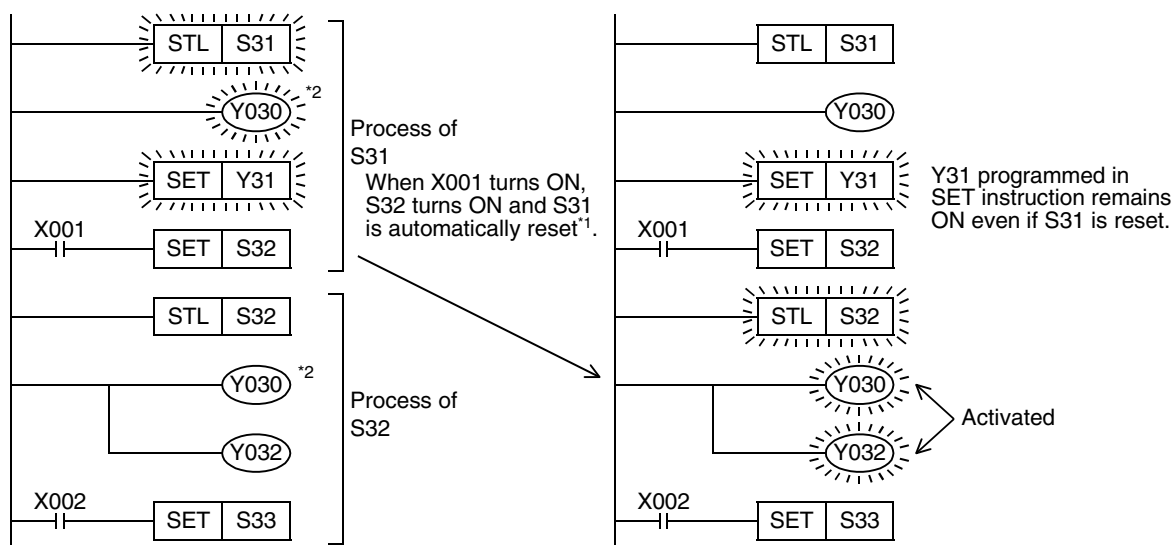 STL S31
Y030 *2
SET Y31
X001
SET S32
Process of
S31
When X001 turns ON,
S32 turns ON and S31
is automatically reset*1.
STL S32
Y030 *2
Y032
X002
SET S33
Process of
S32
STL S31
Y030
SET Y31
Y31 programmed in
SET instruction remains
ON even if S31 is reset.
X001
SET S32
STL S32
Y030
Activated
Y032
X002
SET S33